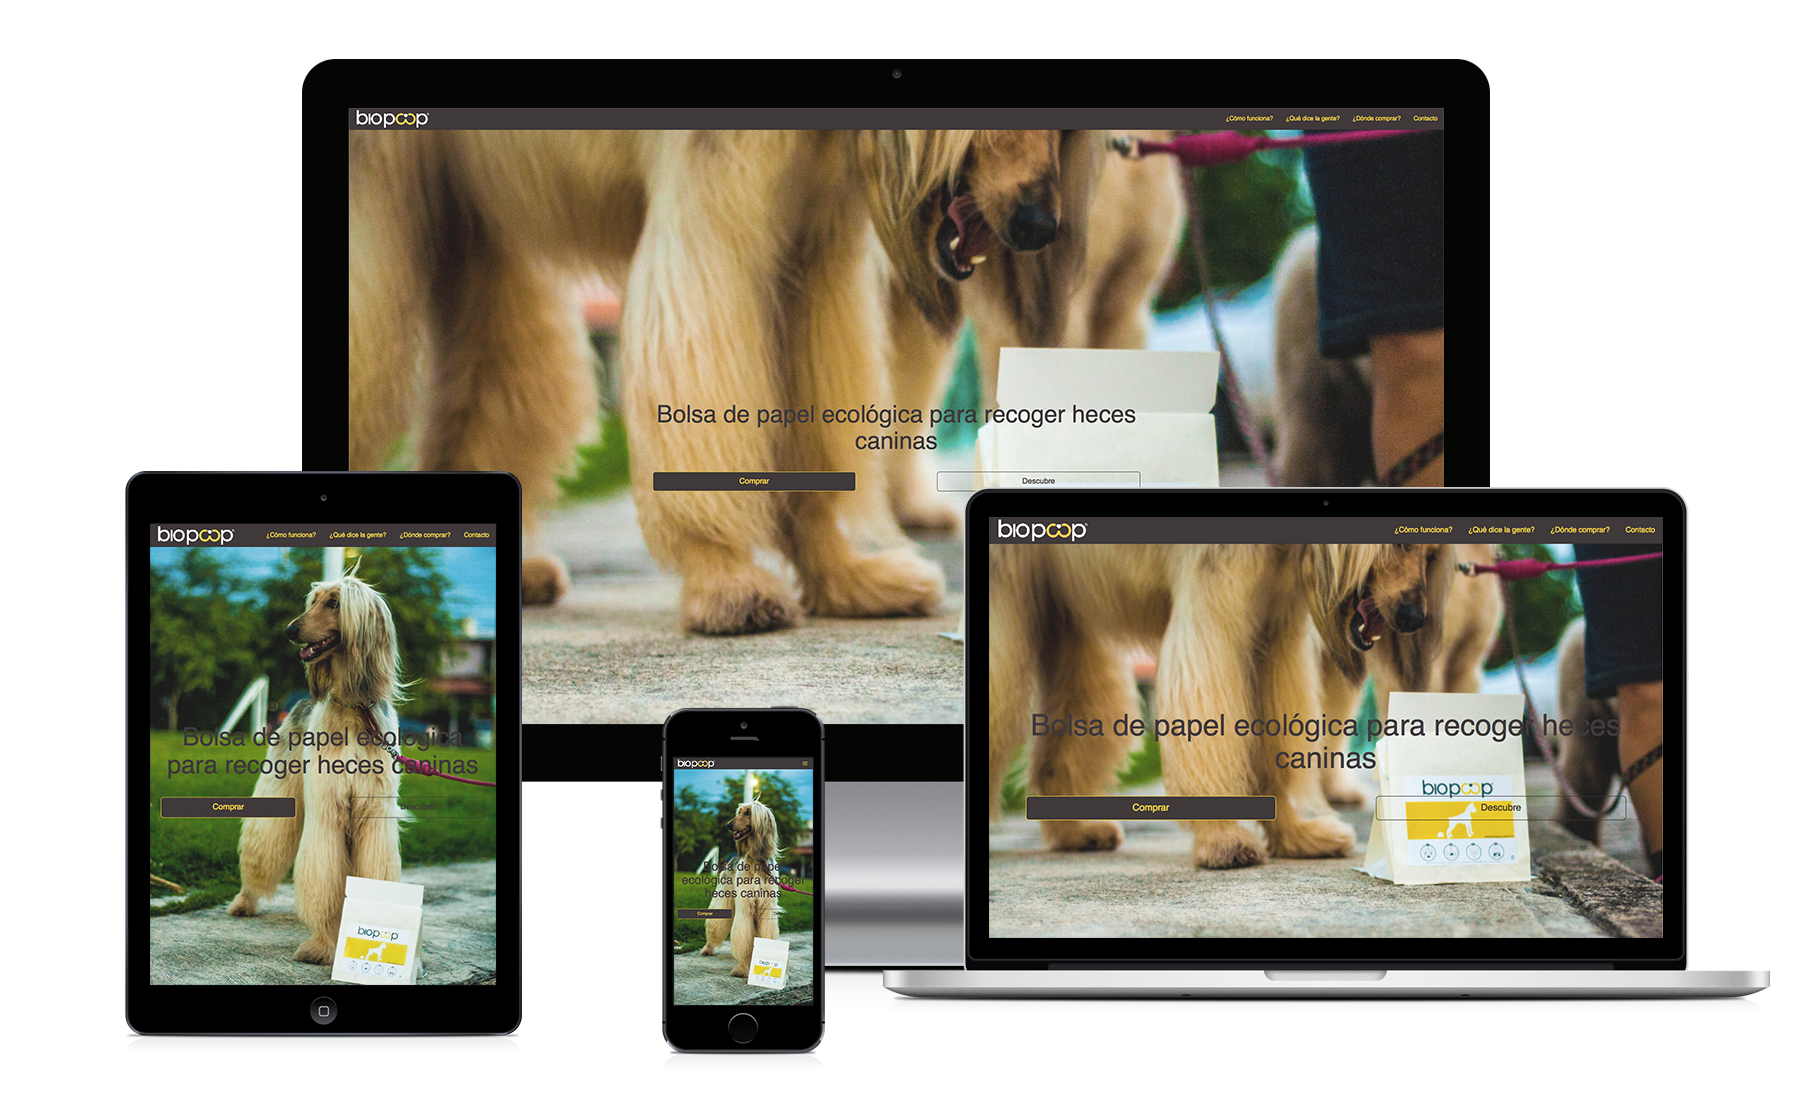 biopoop®
¿Cómo funciona? ¿Qué dice la gente? ¿Dónde comprar? Contacto
Bolsa de papel ecológica para recoger heces
caninas
Comprar Descubre
biopoop®
¿Cómo funciona? ¿Qué dice la gente? ¿Dónde comprar? Contacto
Bolsa de papel ecológica
para recoger heces caninas
Comprar Descubre
biopoop
biopoop®
Bolsa de papel
ecológica para recoger
heces caninas
Comprar
biopoop
biopoop®
¿Cómo funciona? ¿Qué dice la gente? ¿Dónde comprar? Contacto
Bolsa de papel ecológica para recoger heces
caninas
biopoop®
Comprar Descubre